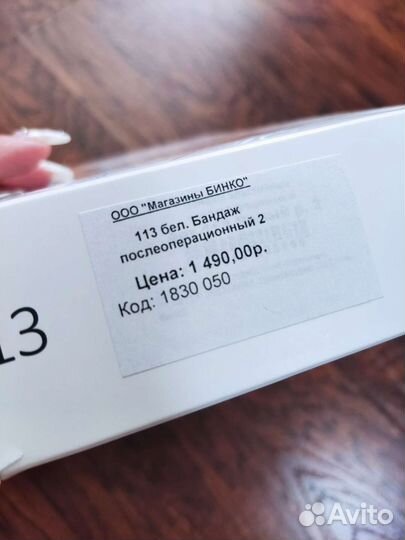 ООО "Магазины БИНКО"
113 бел. Бандаж
послеоперационный 2
Цена: 1 490,00р.
Код: 1830 050
13
Avito